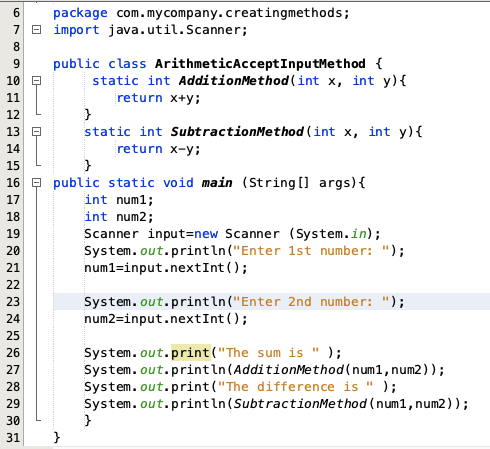 6 package com.mycompany.creatingmethods;
7 import java.util.Scanner;
8
9 public class ArithmeticAcceptInputMethod {
10 static int AdditionMethod(int x, int y){
11 return x+y;
12 }
13 static int SubtractionMethod(int x, int y){
14 return x-y;
15 }
16 public static void main (String[] args){
17 int num1;
18 int num2;
19 Scanner input=new Scanner (System.in);
20 System.out.println("Enter 1st number: ");
21 num1=input.nextInt();
22
23 System.out.println("Enter 2nd number: ");
24 num2=input.nextInt();
25
26 System.out.print("The sum is " );
27 System.out.println(AdditionMethod(num1,num2));
28 System.out.print("The difference is " );
29 System.out.println(SubtractionMethod(num1,num2));
30 }
31 }